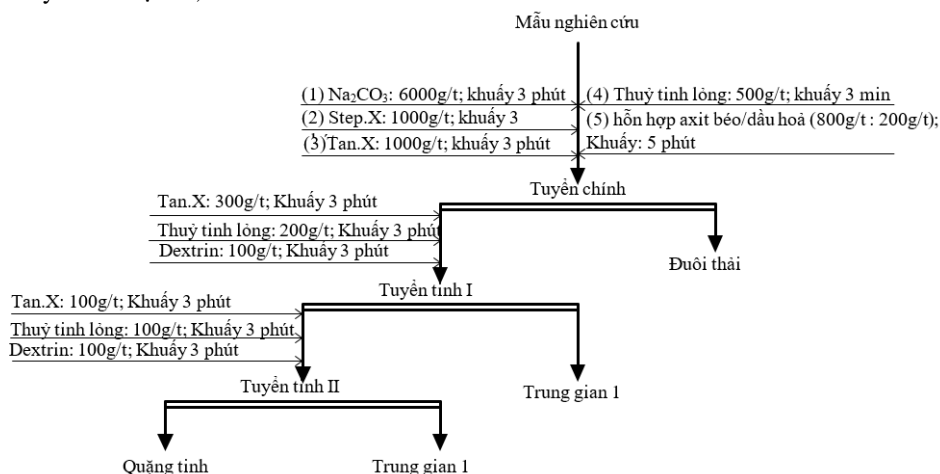 Mẫu nghiên cứu
(1) Na₂CO₃: 6000g/t; khuấy 3 phút
(2) Step.X: 1000g/t; khuấy 3
(3) Tan.X: 1000g/t; khuấy 3 phút
(4) Thuỷ tinh lỏng: 500g/t; khuấy 3 min
(5) hỗn hợp axit béo/dầu hoả (800g/t : 200g/t);
Khuấy: 5 phút
Tuyển chính
Tan.X: 300g/t; Khuấy 3 phút
Thuỷ tinh lỏng: 200g/t; Khuấy 3 phút
Dextrin: 100g/t; Khuấy 3 phút
Đuôi thải
Tuyển tinh I
Tan.X: 100g/t; Khuấy 3 phút
Thuỷ tinh lỏng: 100g/t; Khuấy 3 phút
Dextrin: 100g/t; Khuấy 3 phút
Tuyển tinh II
Trung gian 1
Quặng tinh
Trung gian 1